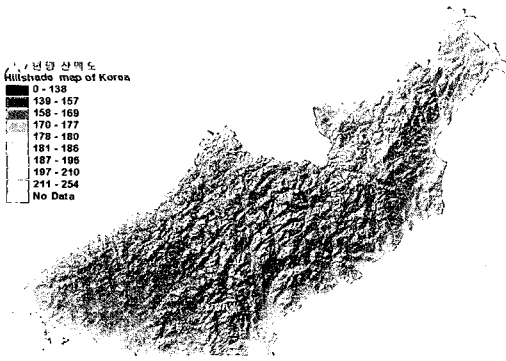 Hillshade map of Korea
0 - 138
139 - 157
158 - 169
170 - 177
178 - 180
181 - 186
187 - 196
197 - 210
211 - 254
No Data